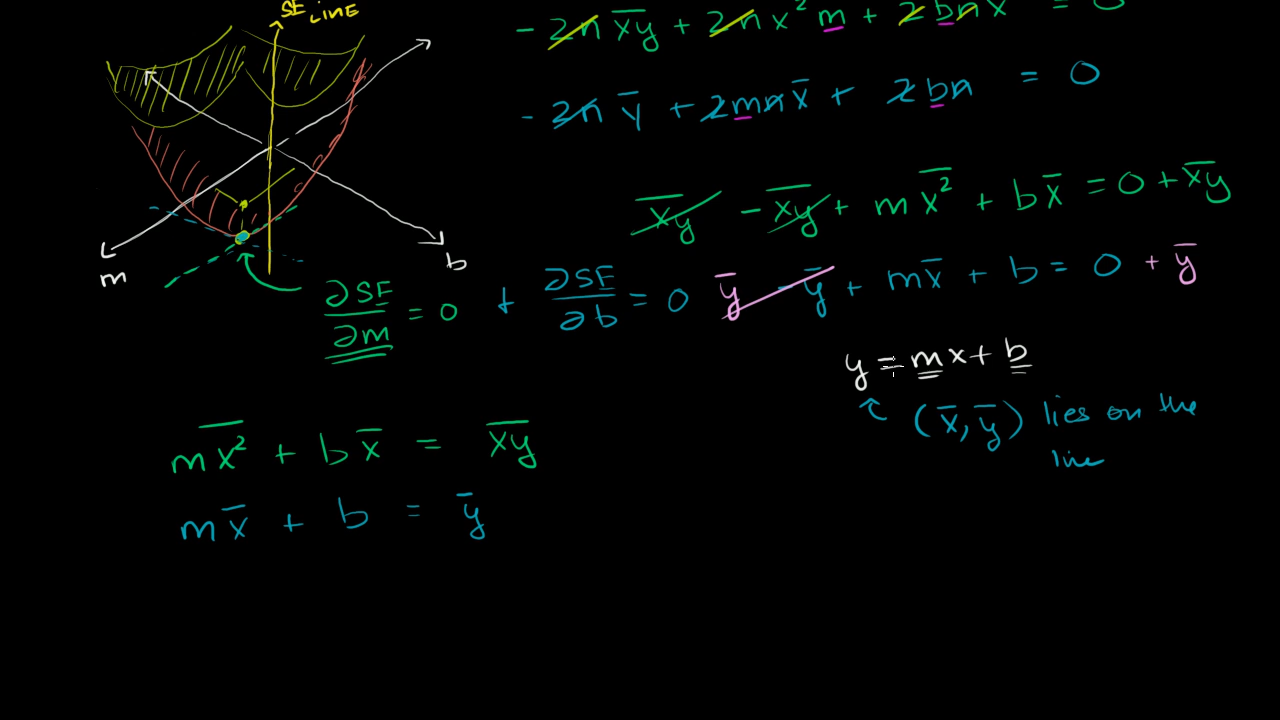 SE LINE
- 2n x̅y̅ + 2n x² m + 2bn x̅ = 0
- 2n y̅ + 2mn x̅ + 2bn = 0
x̅y̅ - x̅y̅ + m x̅²̅ + b x̅ = 0 + x̅y̅
y̅ - y̅ + m x̅ + b = 0 + y̅
m
b
∂SE/∂m = 0 + ∂SE/∂b = 0
y = mx + b
(x̅, y̅) lies on the
line
m x̅²̅ + b x̅ = x̅y̅
m x̅ + b = y̅